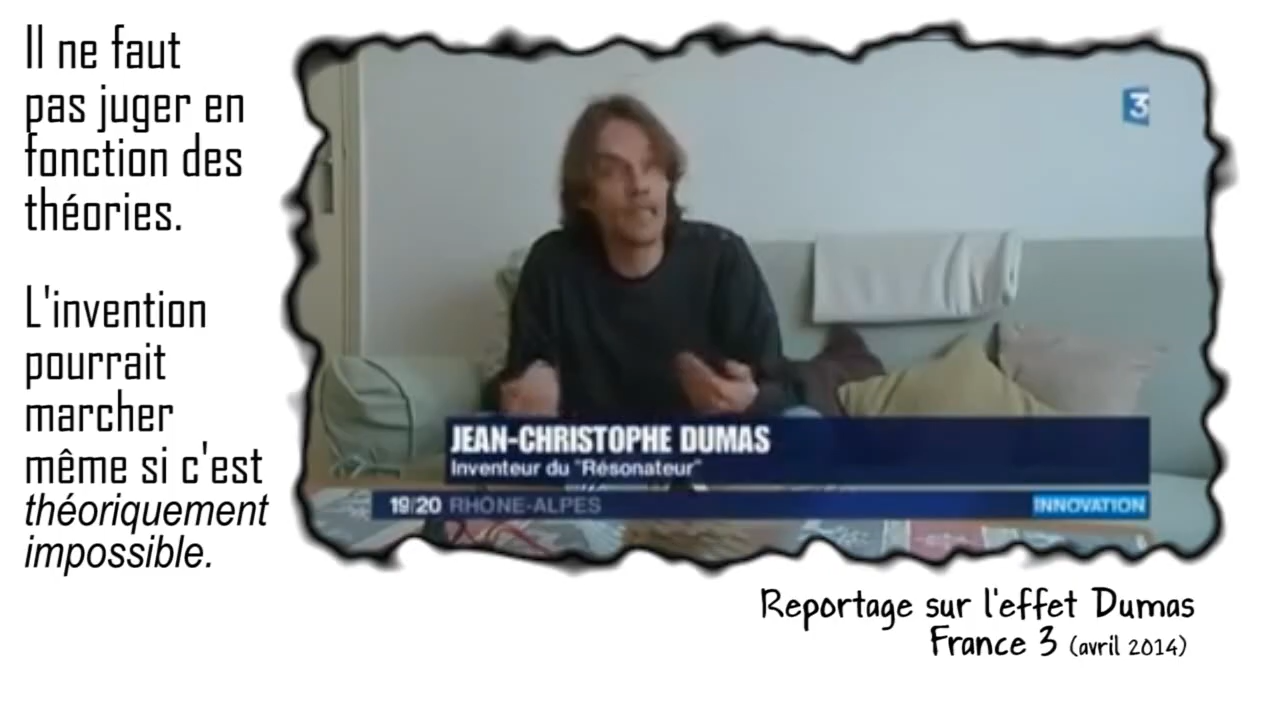 Il ne faut
pas juger en
fonction des
théories.
L'invention
pourrait
marcher
même si c'est
théoriquement
impossible.
3
JEAN-CHRISTOPHE DUMAS
Inventeur du "Résonateur"
19/20 RHÔNE-ALPES
INNOVATION
Reportage sur l'effet Dumas
France 3 (avril 2014)